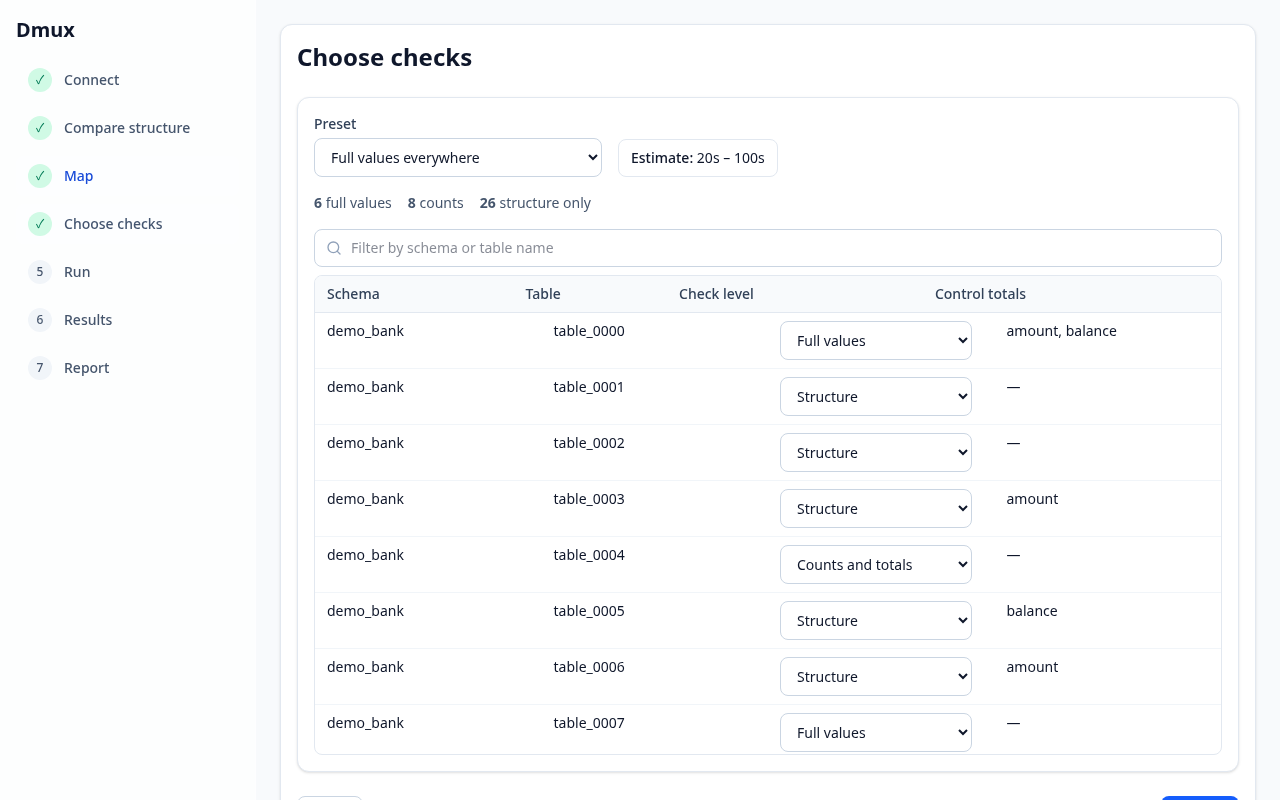 Dmux
✓ Connect
✓ Compare structure
✓ Map
✓ Choose checks
5 Run
6 Results
7 Report
Choose checks
Preset
Full values everywhere
Estimate: 20s – 100s
6 full values 8 counts 26 structure only
Filter by schema or table name
Schema Table Check level Control totals
demo_bank table_0000 Full values amount, balance
demo_bank table_0001 Structure —
demo_bank table_0002 Structure —
demo_bank table_0003 Structure amount
demo_bank table_0004 Counts and totals —
demo_bank table_0005 Structure balance
demo_bank table_0006 Structure amount
demo_bank table_0007 Full values —